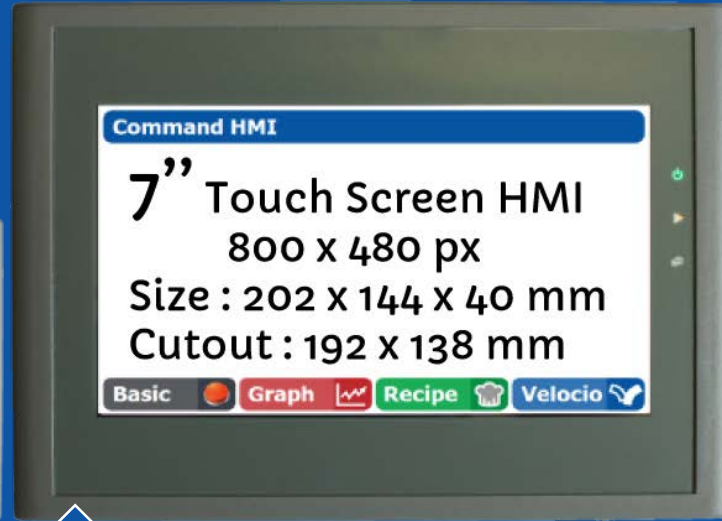 Command HMI
7” Touch Screen HMI
800 x 480 px
Size : 202 x 144 x 40 mm
Cutout : 192 x 138 mm
Basic Graph Recipe Velocio